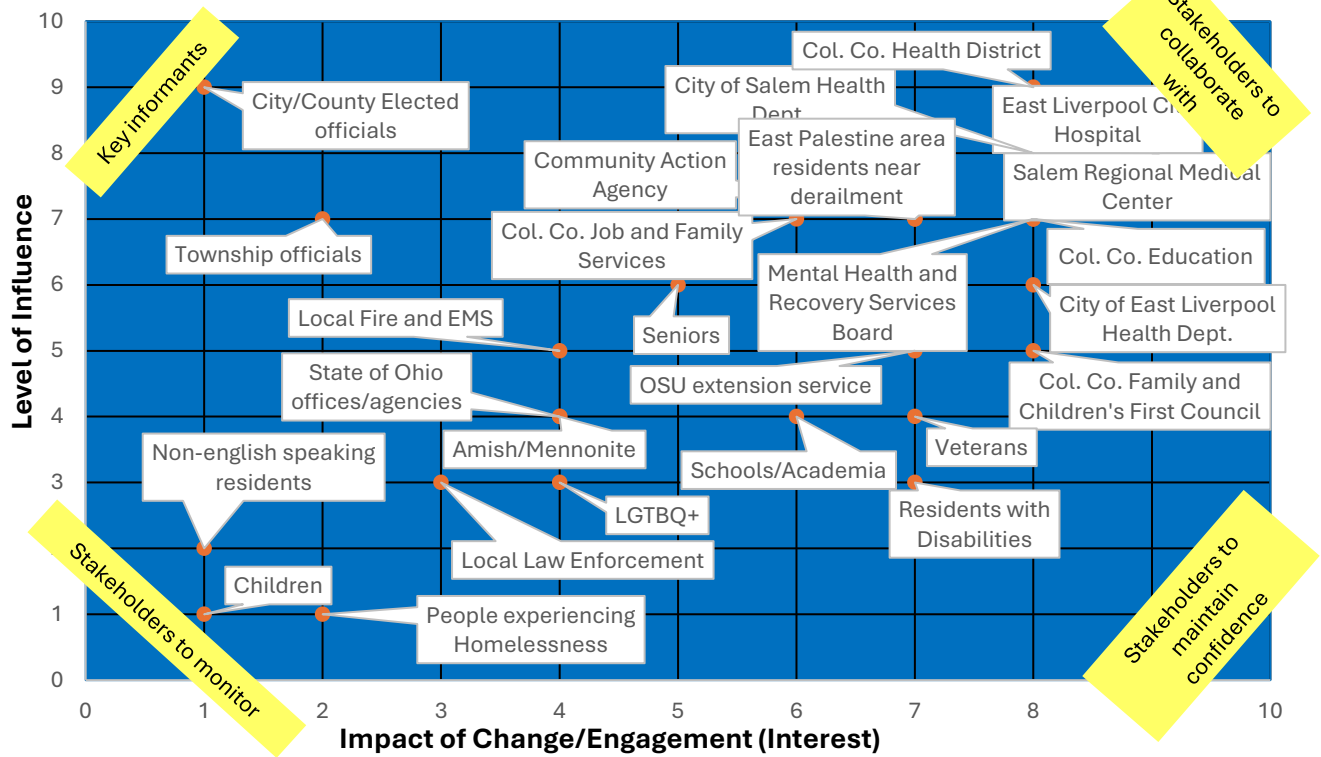 10
9
8
7
6
5
4
3
1
0
0
1
2
3
4
5
6
7
8
10
Level of Influence
Impact of Change/Engagement (Interest)
Key informants
Stakeholders to
collaborate
with
Stakeholders to monitor
Stakeholders to
maintain
confidence
City/County Elected
officials
Township officials
Col. Co. Health District
City of Salem Health
Dept.
East Liverpool
Hospital
East Palestine area
residents near
derailment
Community Action
Agency
Salem Regional Medical
Center
Col. Co. Job and Family
Services
Col. Co. Education
Mental Health and
Recovery Services
Board
City of East Liverpool
Health Dept.
Seniors
Local Fire and EMS
OSU extension service
Col. Co. Family and
Children's First Council
State of Ohio
offices/agencies
Amish/Mennonite
Schools/Academia
Veterans
Non-english speaking
residents
LGTBQ+
Residents with
Disabilities
Local Law Enforcement
Children
People experiencing
Homelessness